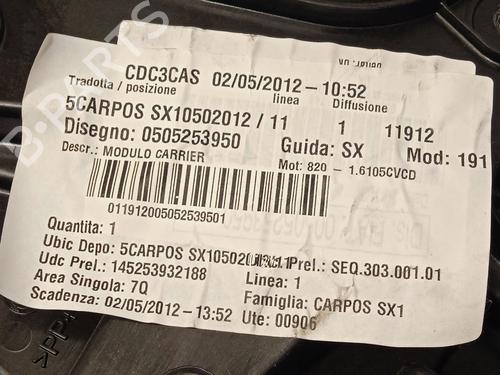 CDC3CAS 02/05/2012-10:52
Tradotta / posizione linea Diffusione
5CARPOS SX10502012 / 11 1 11912
Disegno: 0505253950 Guida: SX Mod: 191
Descr.: MODULO CARRIER Mot: 820 - 1.6105CVCD
011912005052539501
Quantita: 1
Ubic Depo: 5CARPOS Prel.: SEQ.303.001.01
Udc Prel.: 145253932188 Linea: 1
Area Singola: 7Q Famiglia: CARPOS SX1
Scadenza: 02/05/2012-13:52 Ute: 00906
B-PARTS